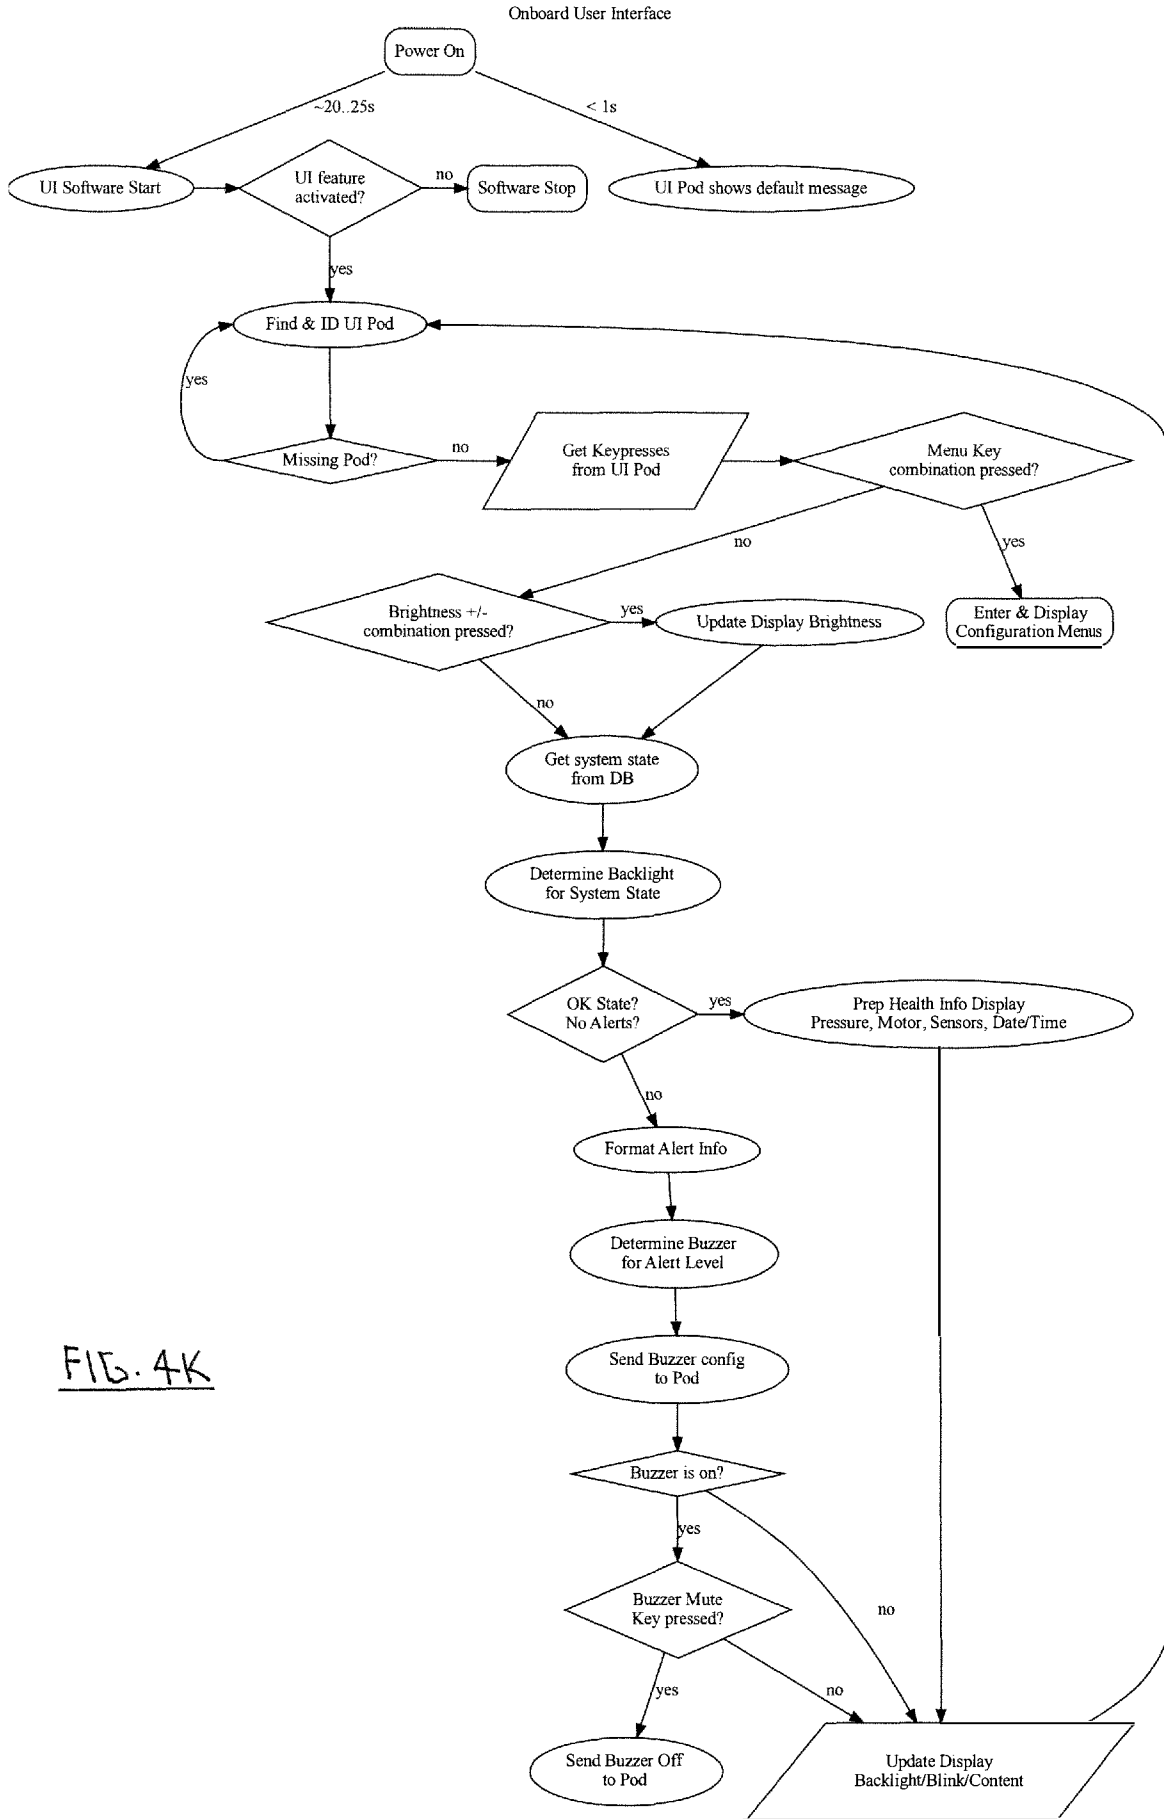 Onboard User Interface
Power On
~20..25s
< 1s
UI Software Start
UI feature
activated?
no
Software Stop
UI Pod shows default message
yes
Find & ID UI Pod
yes
Missing Pod?
no
Get Keypresses
from UI Pod
Menu Key
combination pressed?
no
yes
Brightness +/-
combination pressed?
yes
Update Display Brightness
Enter & Display
Configuration Menus
no
Get system state
from DB
Determine Backlight
for System State
OK State?
No Alerts?
yes
Prep Health Info Display
Pressure, Motor, Sensors, Date/Time
no
Format Alert Info
Determine Buzzer
for Alert Level
Send Buzzer config
to Pod
FIG. 4K
Buzzer is on?
yes
no
Buzzer Mute
Key pressed?
yes
no
Send Buzzer Off
to Pod
Update Display
Backlight/Blink/Content